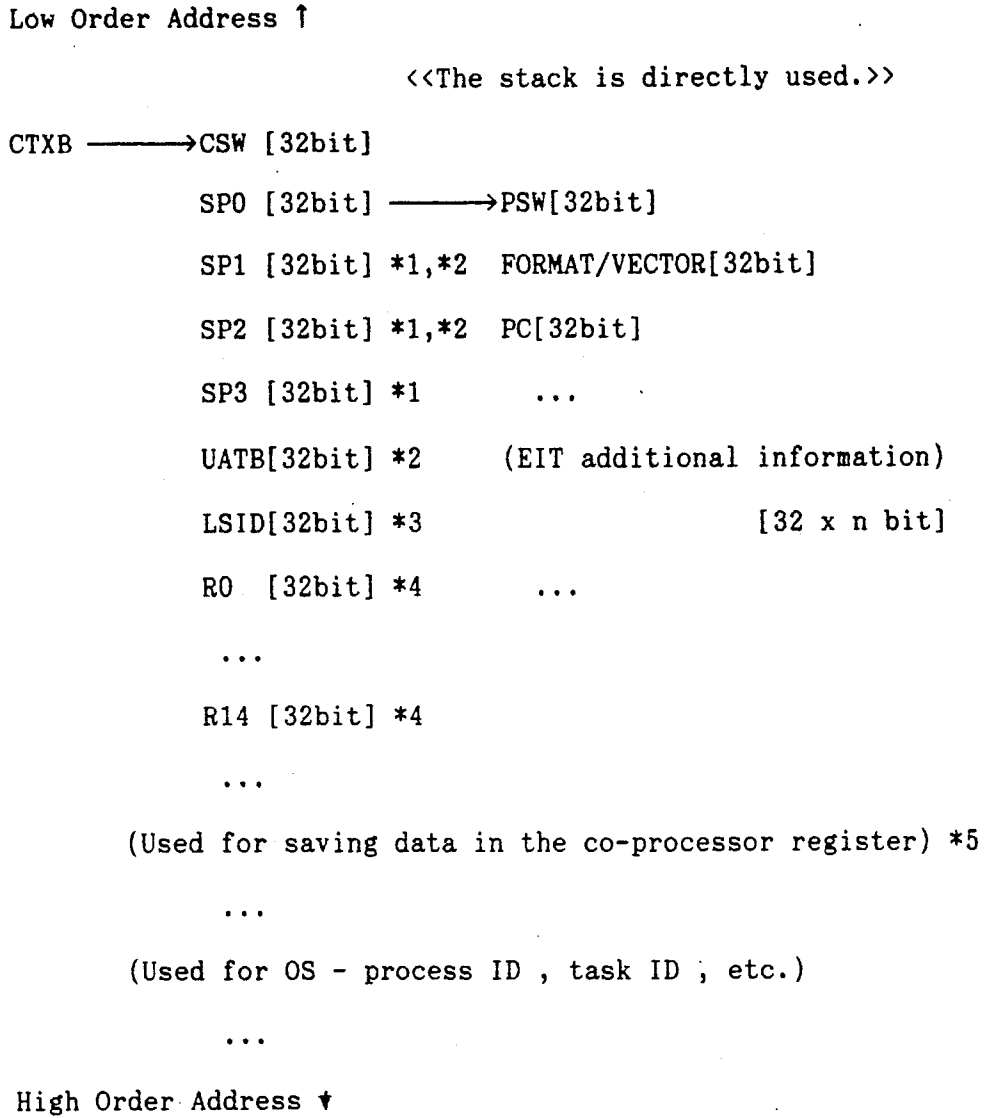 Low Order Address ↑
<<The stack is directly used.>>
CTXB ———→CSW [32bit]
SP0 [32bit] ———→PSW[32bit]
SP1 [32bit] *1,*2 FORMAT/VECTOR[32bit]
SP2 [32bit] *1,*2 PC[32bit]
SP3 [32bit] *1 ...
UATB[32bit] *2 (EIT additional information)
LSID[32bit] *3 [32 x n bit]
R0 [32bit] *4 ...
...
R14 [32bit] *4
...
(Used for saving data in the co-processor register) *5
...
(Used for OS - process ID , task ID , etc.)
...
High Order Address ↓